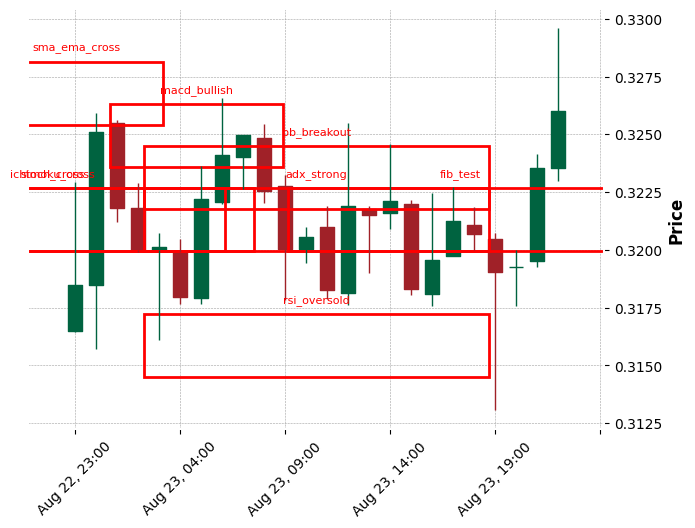 sma_ema_cross
macd_bullish
bb_breakout
adx_strong
fib_test
rsi_oversold
0.3300
0.3275
0.3250
0.3225
0.3200
0.3175
0.3150
0.3125
Price
Aug 22, 23:00
Aug 23, 04:00
Aug 23, 09:00
Aug 23, 14:00
Aug 23, 19:00